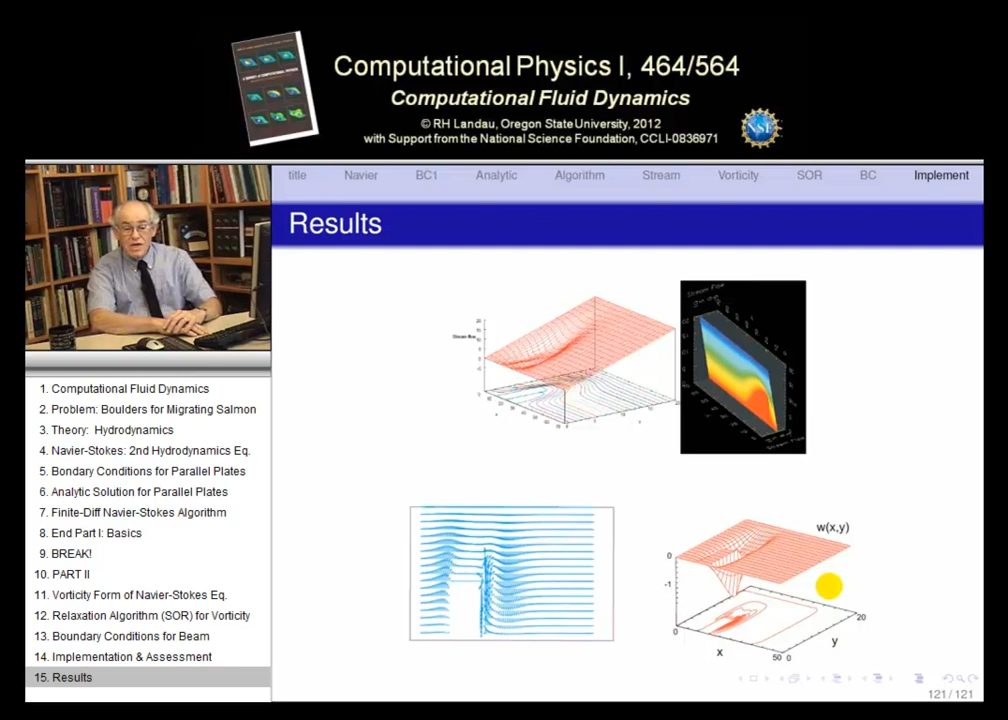 Computational Physics I, 464/564
Computational Fluid Dynamics
© RH Landau, Oregon State University, 2012
with Support from the National Science Foundation, CCLI-0836971
NSF
title Navier BC1 Analytic Algorithm Stream Vorticity SOR BC Implement
Results
Stream Flow
w(x,y)
0
-1
0
x
50 0
y
20
1. Computational Fluid Dynamics
2. Problem: Boulders for Migrating Salmon
3. Theory: Hydrodynamics
4. Navier-Stokes: 2nd Hydrodynamics Eq.
5. Bondary Conditions for Parallel Plates
6. Analytic Solution for Parallel Plates
7. Finite-Diff Navier-Stokes Algorithm
8. End Part I: Basics
9. BREAK!
10. PART II
11. Vorticity Form of Navier-Stokes Eq.
12. Relaxation Algorithm (SOR) for Vorticity
13. Boundary Conditions for Beam
14. Implementation & Assessment
15. Results
121 / 121